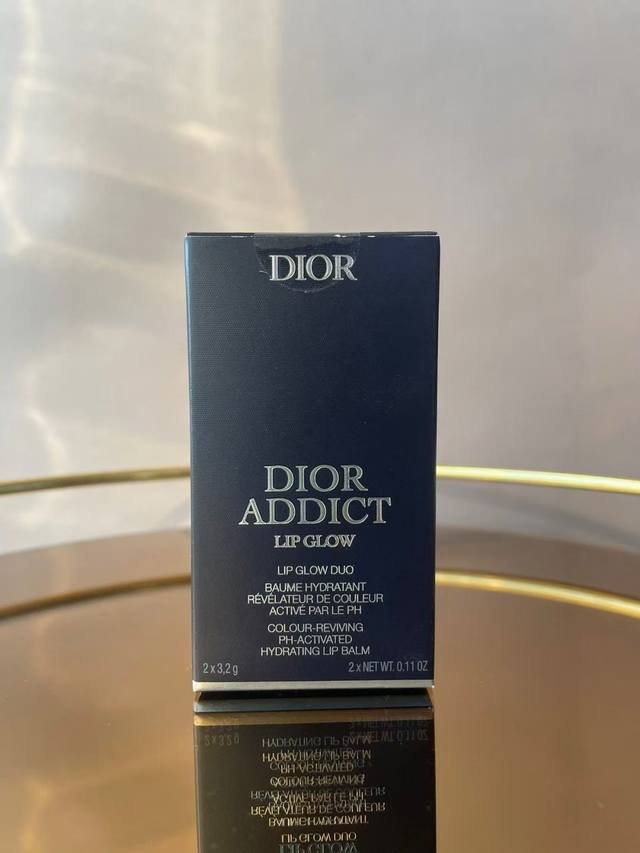 DIOR
DIOR
ADDICT
LIP GLOW
LIP GLOW DUO
BAUME HYDRATANT
RÉVÉLATEUR DE COULEUR
ACTIVÉ PAR LE PH
COLOUR-REVIVING
PH-ACTIVATED
HYDRATING LIP BALM
2 x 3,2 g 2 x NET WT. 0.11 OZ